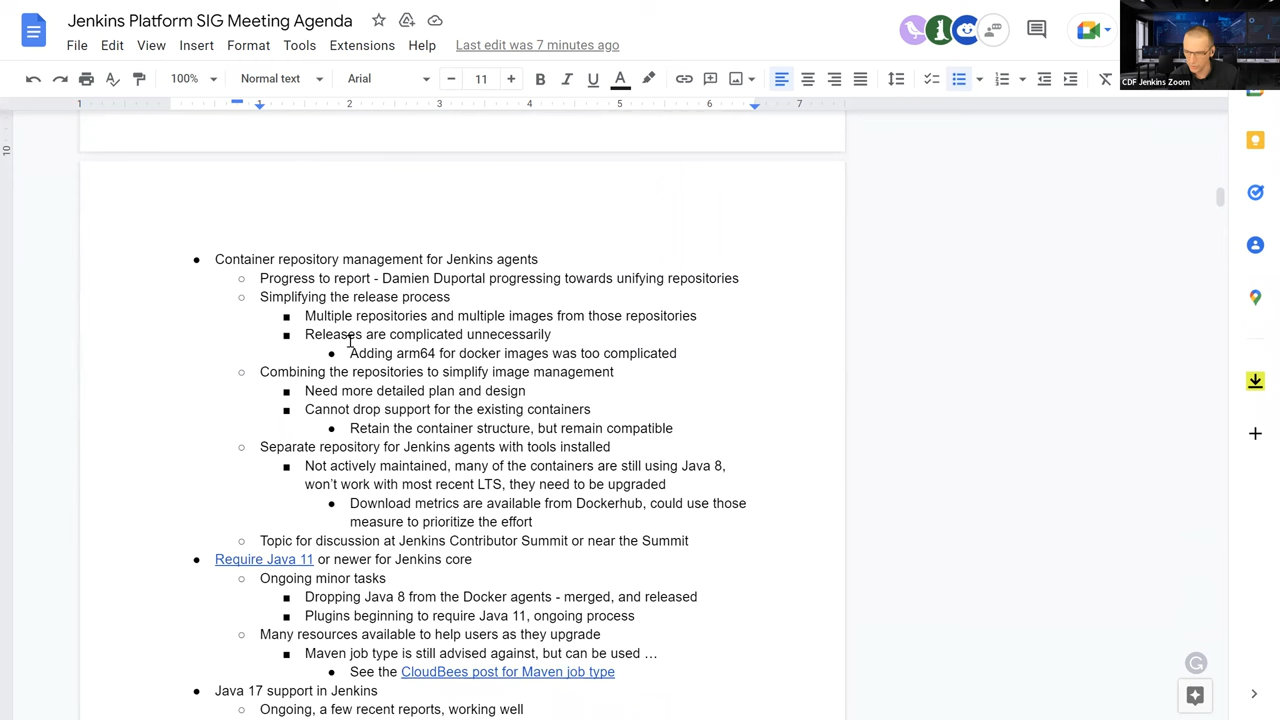 Jenkins Platform SIG Meeting Agenda
File Edit View Insert Format Tools Extensions Help Last edit was 7 minutes ago
100% Normal text Arial 11
CDF Jenkins Zoom
1 1 2 3 4 5 6 7
10
Container repository management for Jenkins agents
Progress to report - Damien Duportal progressing towards unifying repositories
Simplifying the release process
Multiple repositories and multiple images from those repositories
Releases are complicated unnecessarily
Adding arm64 for docker images was too complicated
Combining the repositories to simplify image management
Need more detailed plan and design
Cannot drop support for the existing containers
Retain the container structure, but remain compatible
Separate repository for Jenkins agents with tools installed
Not actively maintained, many of the containers are still using Java 8,
won't work with most recent LTS, they need to be upgraded
Download metrics are available from Dockerhub, could use those
measure to prioritize the effort
Topic for discussion at Jenkins Contributor Summit or near the Summit
Require Java 11 or newer for Jenkins core
Ongoing minor tasks
Dropping Java 8 from the Docker agents - merged, and released
Plugins beginning to require Java 11, ongoing process
Many resources available to help users as they upgrade
Maven job type is still advised against, but can be used …
See the CloudBees post for Maven job type
Java 17 support in Jenkins
Ongoing, a few recent reports, working well